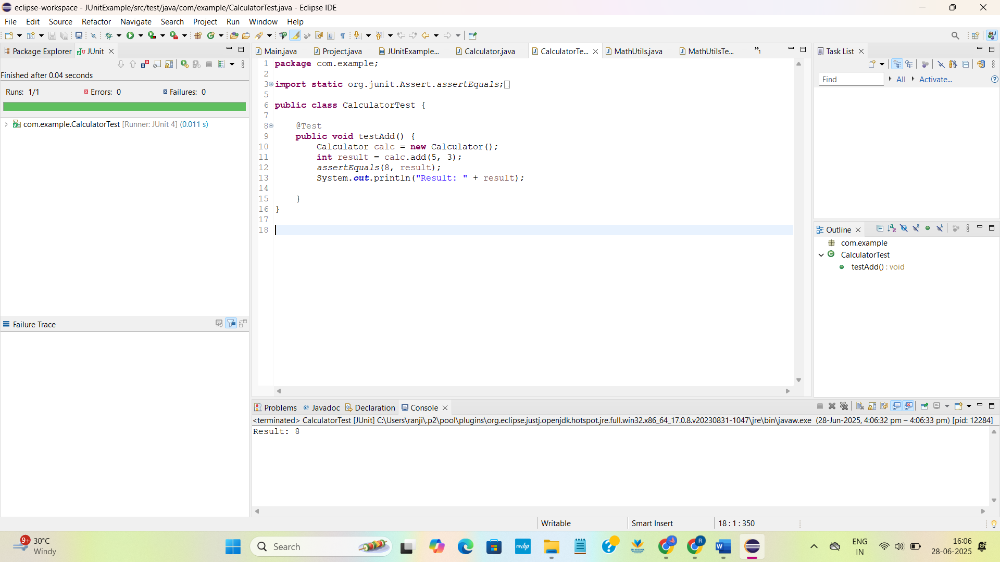 eclipse-workspace - JUnitExample/src/test/java/com/example/CalculatorTest.java - Eclipse IDE
File Edit Source Refactor Navigate Search Project Run Window Help
Package Explorer JUnit
Finished after 0.04 seconds
Runs: 1/1 Errors: 0 Failures: 0
com.example.CalculatorTest [Runner: JUnit 4] (0.011 s)
Failure Trace
Main.java Project.java JUnitExample... Calculator.java CalculatorTe... MathUtils.java MathUtilsTe... »1
1 package com.example;
2
3 import static org.junit.Assert.assertEquals;
5
6 public class CalculatorTest {
7
8     @Test
9     public void testAdd() {
10         Calculator calc = new Calculator();
11         int result = calc.add(5, 3);
12         assertEquals(8, result);
13         System.out.println("Result: " + result);
14
15     }
16 }
17
18
Task List
Find All Activate...
Outline
com.example
CalculatorTest
testAdd() : void
Problems Javadoc Declaration Console
<terminated> CalculatorTest [JUnit] C:\Users\ranji\.p2\pool\plugins\org.eclipse.justj.openjdk.hotspot.jre.full.win32.x86_64_17.0.8.v20230831-1047\jre\bin\javaw.exe (28-Jun-2025, 4:06:32 pm – 4:06:33 pm) [pid: 12284]
Result: 8
Writable Smart Insert 18 : 1 : 350
9+ 30°C
Windy
Search
myhp
ENG
IN
16:06
28-06-2025